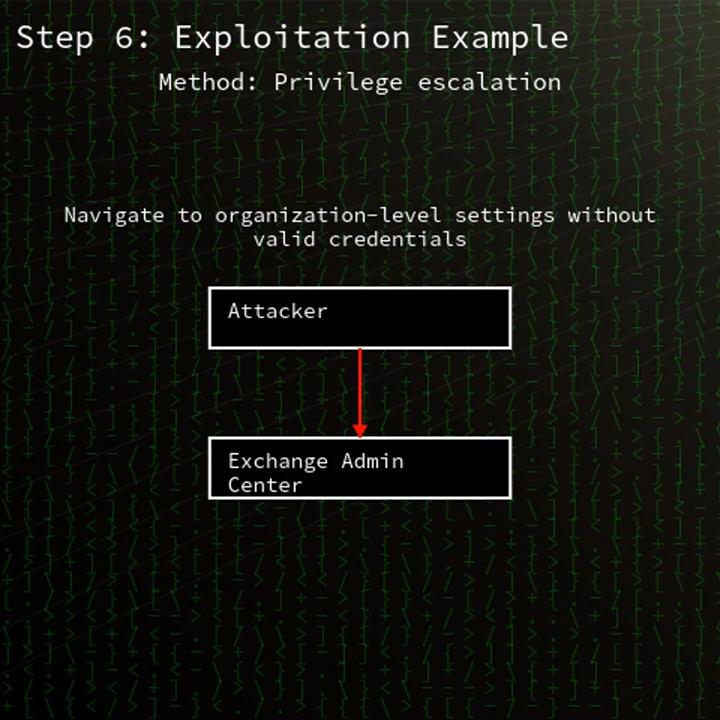 Step 6: Exploitation Example
Method: Privilege escalation
Navigate to organization-level settings without
valid credentials
Attacker
Exchange Admin
Center